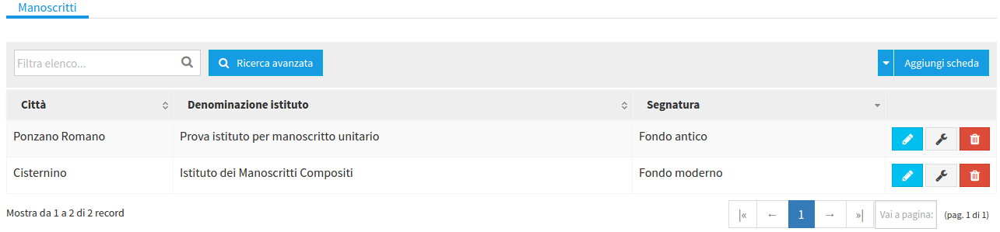 Manoscritti
Filtra elenco...
Ricerca avanzata
Aggiungi scheda
Città Denominazione istituto Segnatura
Ponzano Romano Prova istituto per manoscritto unitario Fondo antico
Cisternino Istituto dei Manoscritti Compositi Fondo moderno
Mostra da 1 a 2 di 2 record
|« ← 1 → »| Vai a pagina: (pag. 1 di 1)